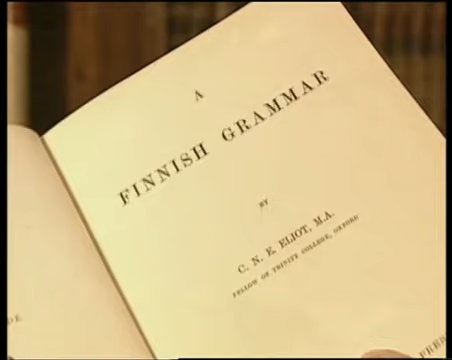 A
FINNISH GRAMMAR
BY
C. N. E. ELIOT, M.A.
FELLOW OF TRINITY COLLEGE, OXFORD